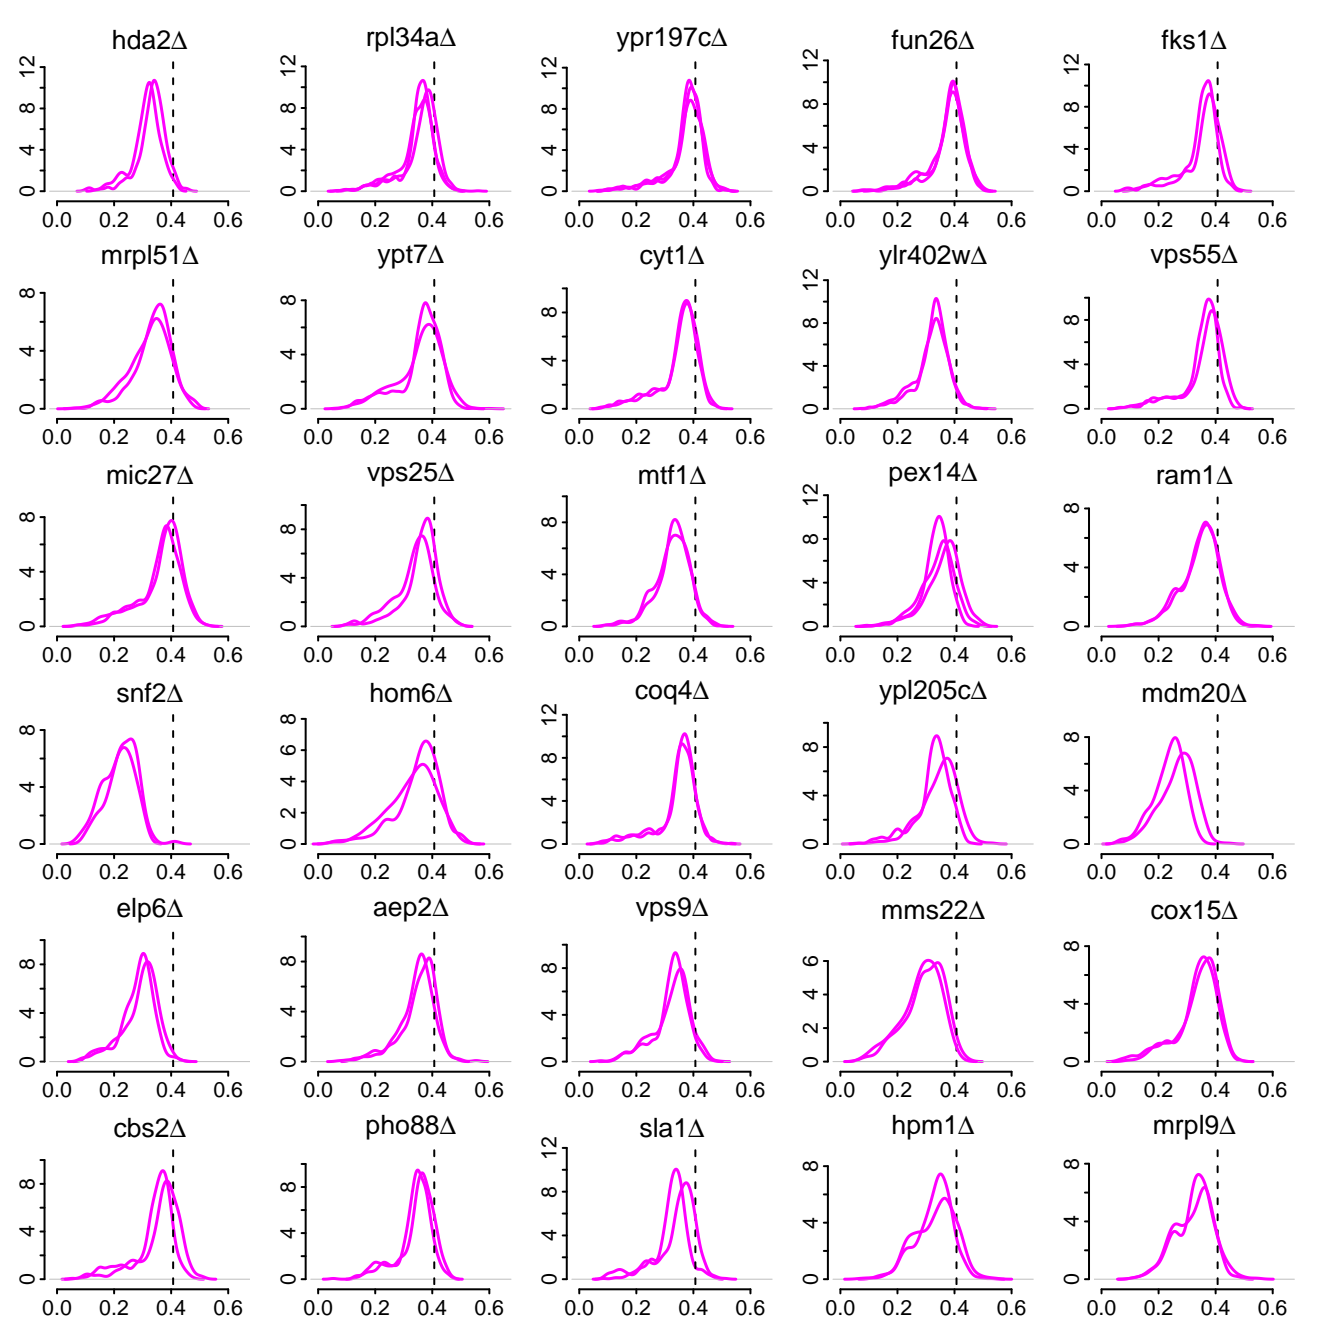 hda2Δ rpl34aΔ ypr197cΔ fun26Δ fks1Δ
0 4 8 12 0 4 8 12 0 4 8 12 0 4 8 12 0 4 8 12
0.0 0.2 0.4 0.6 0.0 0.2 0.4 0.6 0.0 0.2 0.4 0.6 0.0 0.2 0.4 0.6 0.0 0.2 0.4 0.6
mrpl51Δ ypt7Δ cyt1Δ ylr402wΔ vps55Δ
0 4 8 0 4 8 0 4 8 0 4 8 12 0 4 8
0.0 0.2 0.4 0.6 0.0 0.2 0.4 0.6 0.0 0.2 0.4 0.6 0.0 0.2 0.4 0.6 0.0 0.2 0.4 0.6
mic27Δ vps25Δ mtf1Δ pex14Δ ram1Δ
0 4 8 0 4 8 0 4 8 0 4 8 12 0 4 8
0.0 0.2 0.4 0.6 0.0 0.2 0.4 0.6 0.0 0.2 0.4 0.6 0.0 0.2 0.4 0.6 0.0 0.2 0.4 0.6
snf2Δ hom6Δ coq4Δ ypl205cΔ mdm20Δ
0 4 8 0 2 4 6 8 0 4 8 12 0 4 8 0 4 8
0.0 0.2 0.4 0.6 0.0 0.2 0.4 0.6 0.0 0.2 0.4 0.6 0.0 0.2 0.4 0.6 0.0 0.2 0.4 0.6
elp6Δ aep2Δ vps9Δ mms22Δ cox15Δ
0 4 8 0 4 8 0 4 8 0 2 4 6 0 4 8
0.0 0.2 0.4 0.6 0.0 0.2 0.4 0.6 0.0 0.2 0.4 0.6 0.0 0.2 0.4 0.6 0.0 0.2 0.4 0.6
cbs2Δ pho88Δ sla1Δ hpm1Δ mrpl9Δ
0 4 8 0 4 8 0 4 8 12 0 4 8 0 4 8
0.0 0.2 0.4 0.6 0.0 0.2 0.4 0.6 0.0 0.2 0.4 0.6 0.0 0.2 0.4 0.6 0.0 0.2 0.4 0.6